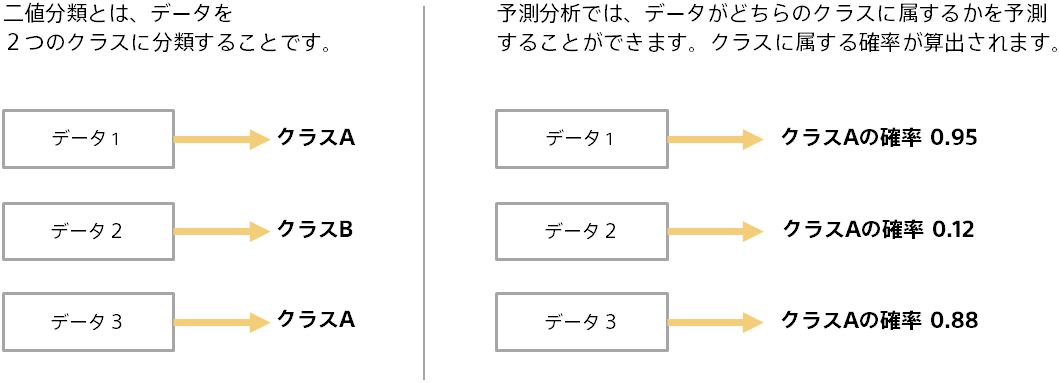 二値分類とは、データを
２つのクラスに分類することです。
データ１
クラスA
データ２
クラスB
データ３
クラスA
予測分析では、データがどちらのクラスに属するかを予測
することができます。クラスに属する確率が算出されます。
データ１
クラスAの確率 0.95
データ２
クラスAの確率 0.12
データ３
クラスAの確率 0.88